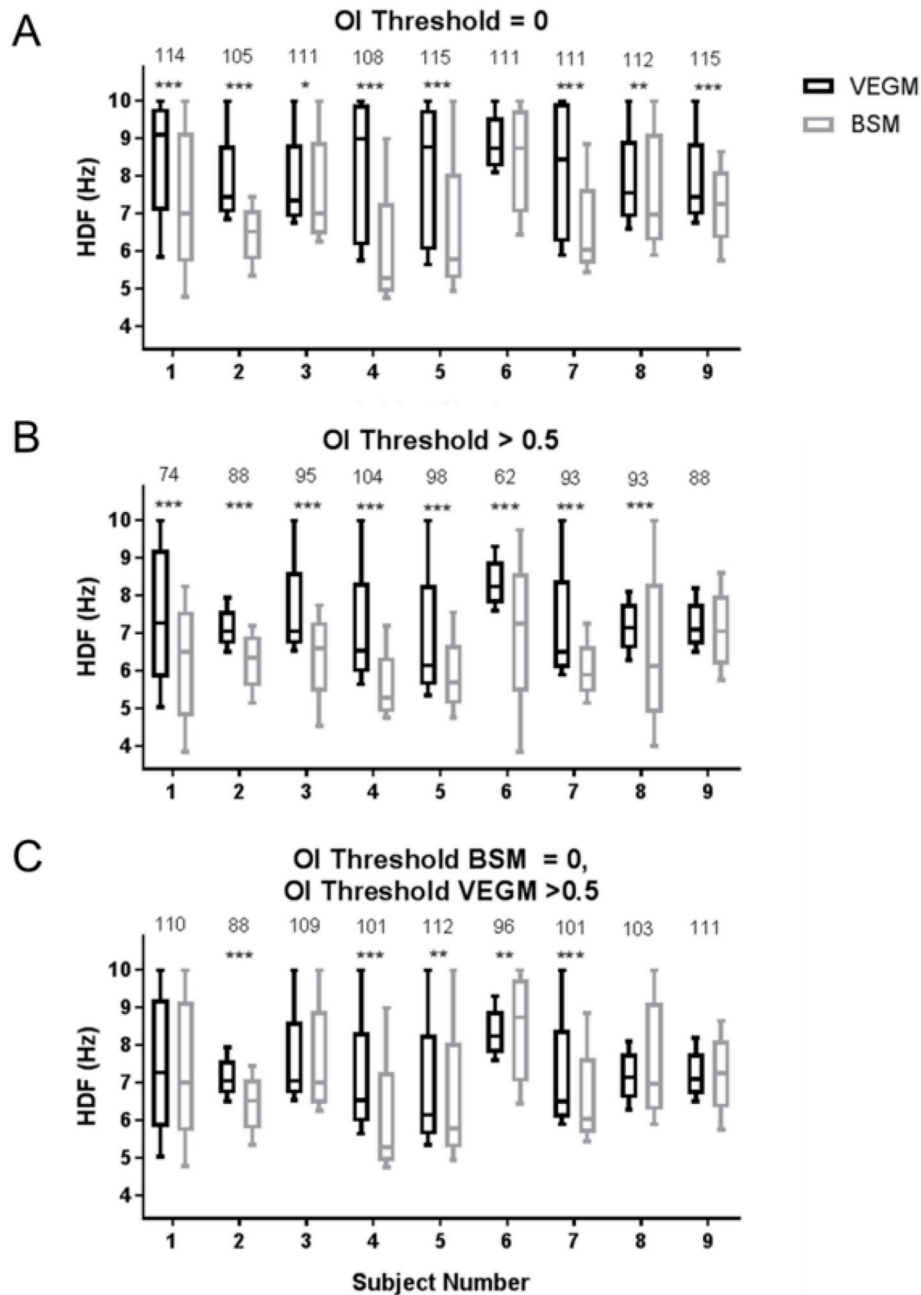 A
OI Threshold = 0
114 105 111 108 115 111 111 112 115
*** *** * *** *** *** ** ***
VEGM
BSM
HDF (Hz)
10
9
8
7
6
5
4
1 2 3 4 5 6 7 8 9
B
OI Threshold > 0.5
74 88 95 104 98 62 93 93 88
*** *** *** *** *** *** *** ***
HDF (Hz)
10
9
8
7
6
5
4
1 2 3 4 5 6 7 8 9
C
OI Threshold BSM = 0,
OI Threshold VEGM >0.5
110 88 109 101 112 96 101 103 111
*** *** ** ** ***
HDF (Hz)
10
9
8
7
6
5
4
1 2 3 4 5 6 7 8 9
Subject Number